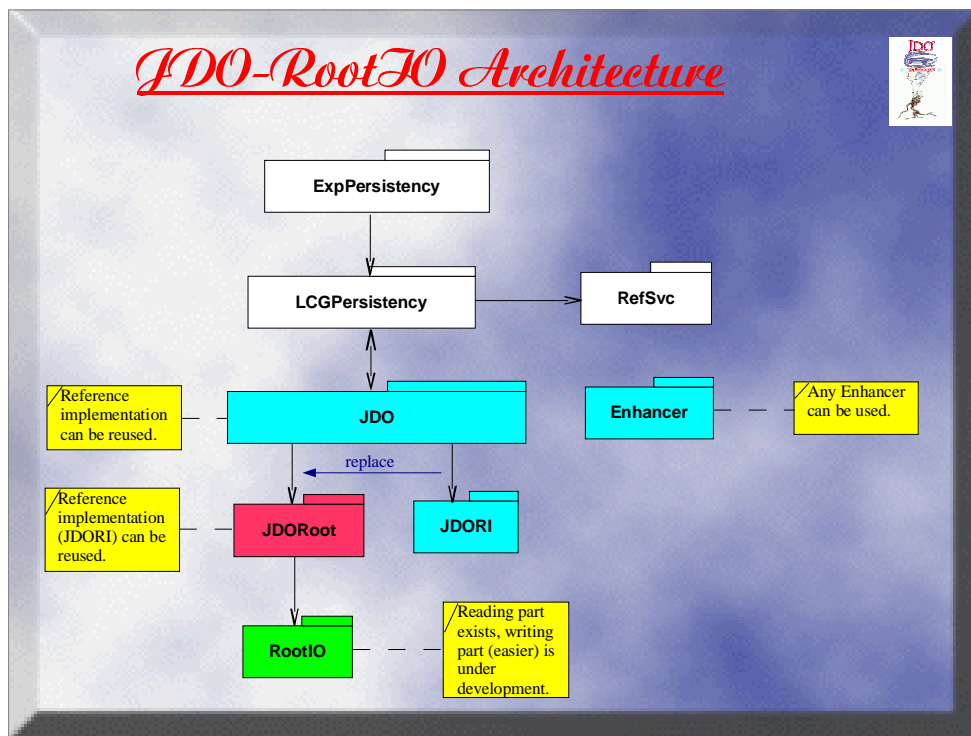 JDO-RootIO Architecture
JDO
ExpPersistency
LCGPersistency
RefSvc
Reference
implementation
can be reused.
JDO
Enhancer
Any Enhancer
can be used.
replace
Reference
implementation
(JDORI) can be
reused.
JDORoot
JDORI
RootIO
Reading part
exists, writing
part (easier) is
under
development.